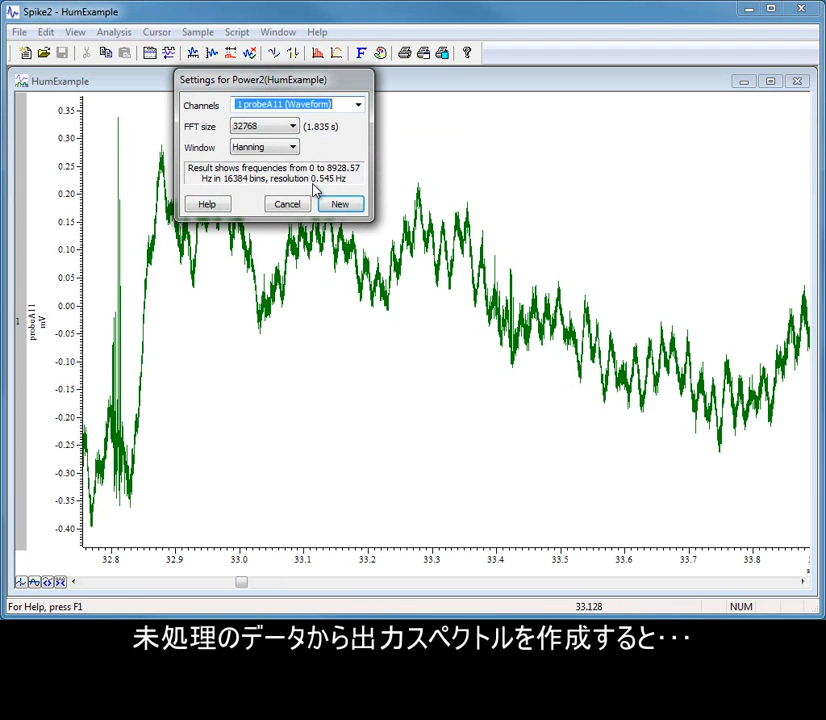 Spike2 - HumExample
File Edit View Analysis Cursor Sample Script Window Help
HumExample
Settings for Power2(HumExample)
Channels 1 probeA11 (Waveform)
FFT size 32768 (1.835 s)
Window Hanning
Result shows frequencies from 0 to 8928.57
Hz in 16384 bins, resolution 0.545 Hz
Help Cancel New
0.35
0.30
0.10
0.05
0.00
-0.05
-0.10
-0.15
-0.20
-0.25
-0.30
-0.35
-0.40
1
probeA11
mV
32.8 32.9 33.0 33.1 33.2 33.3 33.4 33.5 33.6 33.7 33.8
s
For Help, press F1 33.128 NUM
未処理のデータから出力スペクトルを作成すると･･･